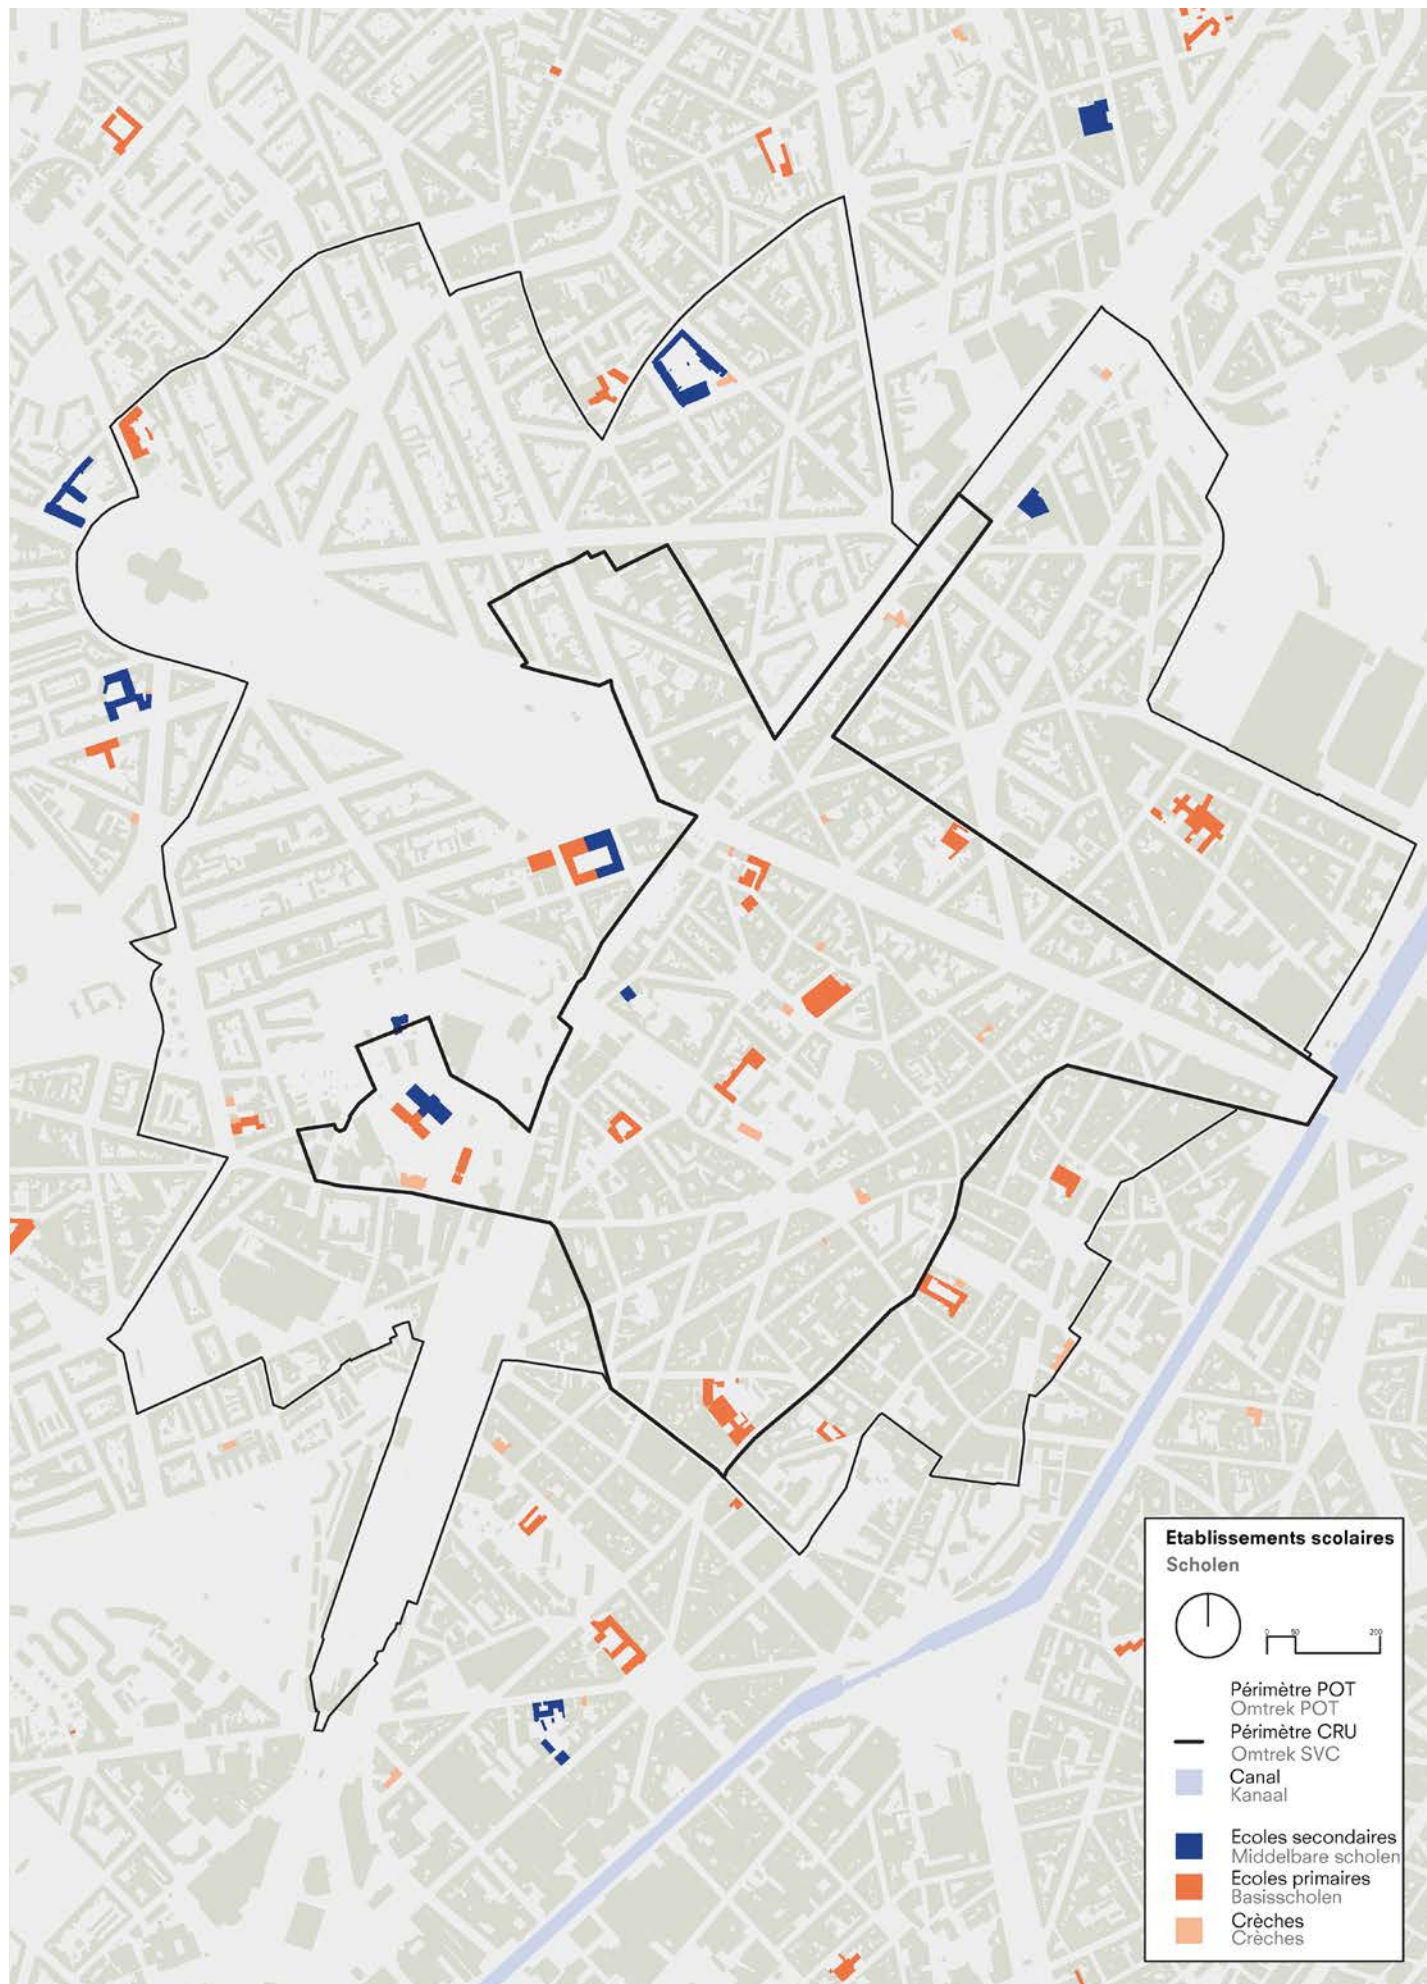 Etablissements scolaires
Scholen
0 50 200
Périmètre POT
Omtrek POT
Périmètre CRU
Omtrek SVC
Canal
Kanaal
Ecoles secondaires
Middelbare scholen
Ecoles primaires
Basisscholen
Crèches
Crèches